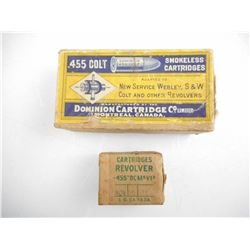 .455 COLT
SMOKELESS
CARTRIDGES
ADAPTED TO
NEW SERVICE WEBLEY, S&W
COLT AND OTHER REVOLVERS
DOMINION CARTRIDGE Co LIMITED
MONTREAL, CANADA.
CARTRIDGES
REVOLVER